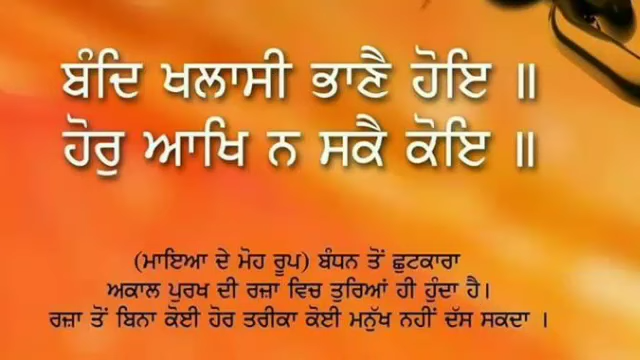 ਬੰਦਿ ਖਲਾਸੀ ਭਾਣੈ ਹੋਇ ॥
ਹੋਰੁ ਆਖਿ ਨ ਸਕੈ ਕੋਇ ॥
(ਮਾਇਆ ਦੇ ਮੋਹ ਰੂਪ) ਬੰਧਨ ਤੋਂ ਛੁਟਕਾਰਾ
ਅਕਾਲ ਪੁਰਖ ਦੀ ਰਜ਼ਾ ਵਿਚ ਤੁਰਿਆਂ ਹੀ ਹੁੰਦਾ ਹੈ।
ਰਜ਼ਾ ਤੋਂ ਬਿਨਾ ਕੋਈ ਹੋਰ ਤਰੀਕਾ ਕੋਈ ਮਨੁੱਖ ਨਹੀਂ ਦੱਸ ਸਕਦਾ ।